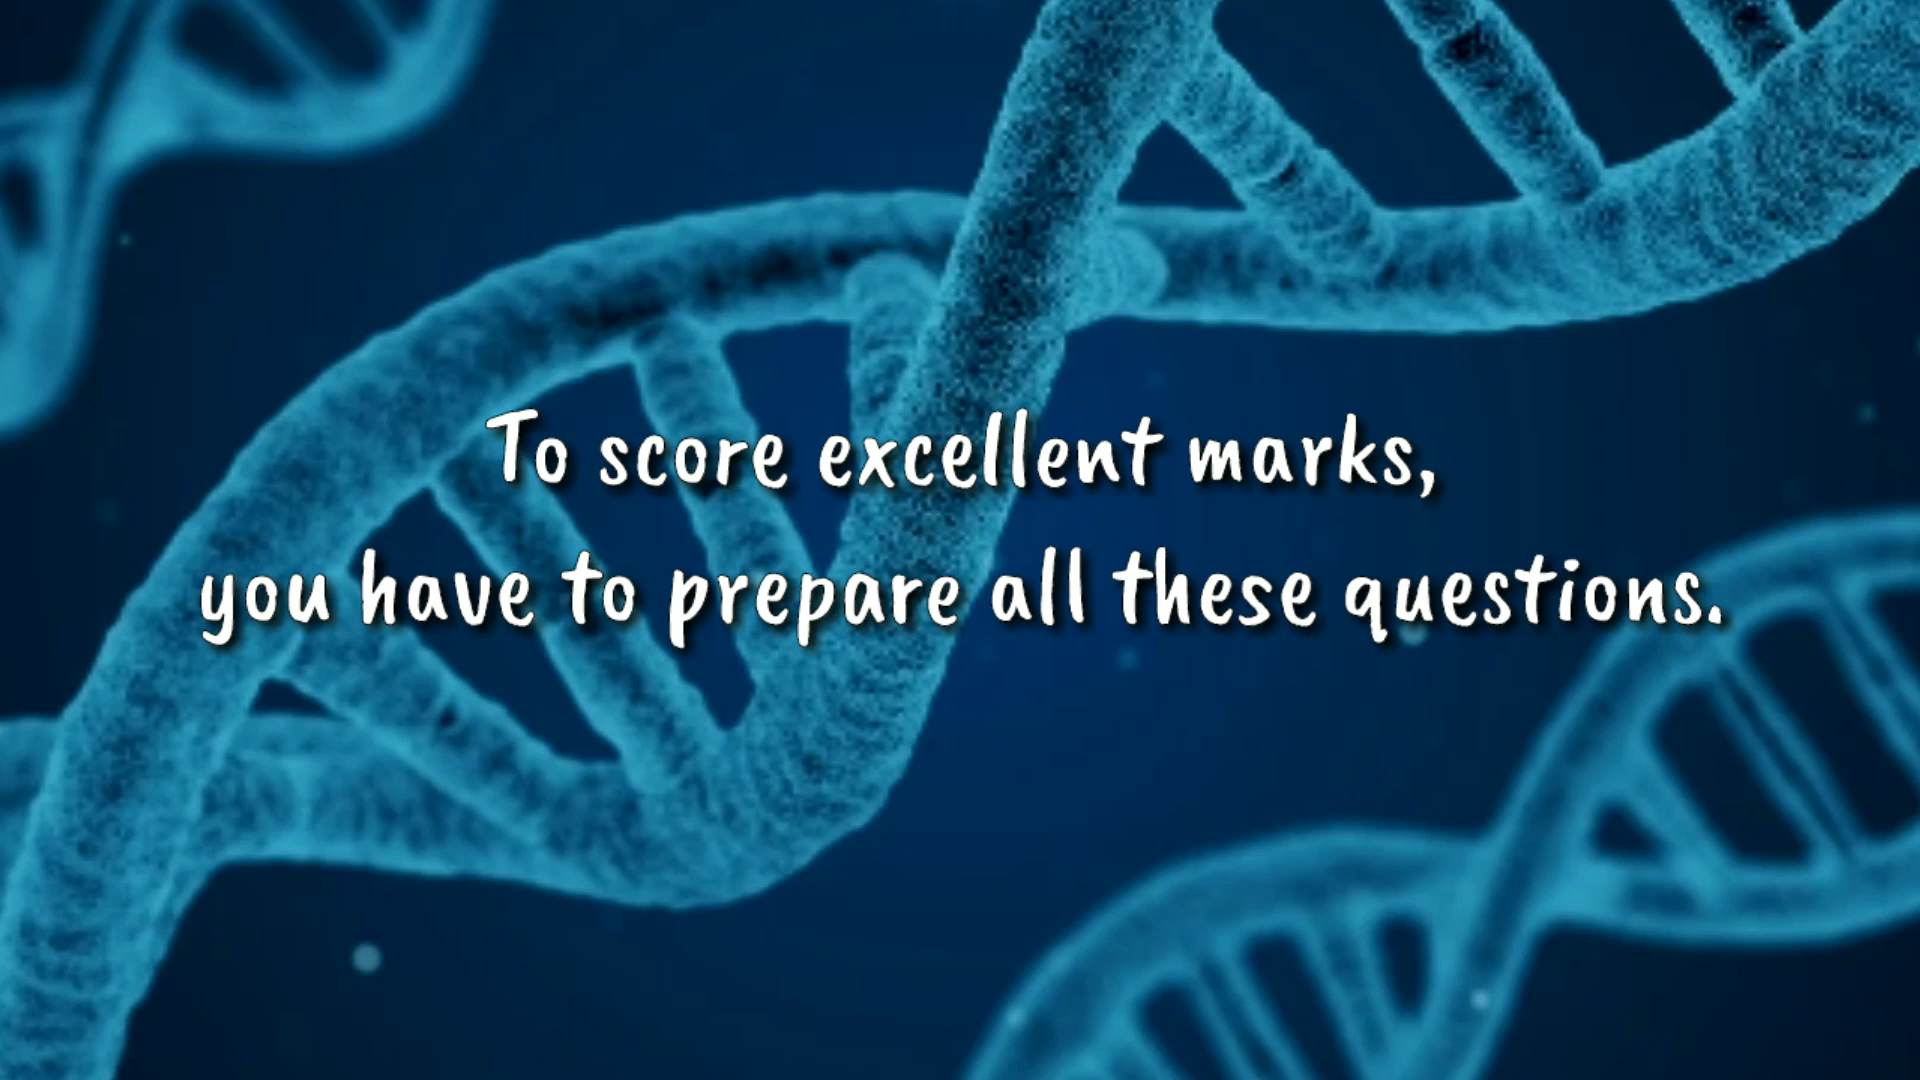 To score excellent marks,
you have to prepare all these questions.